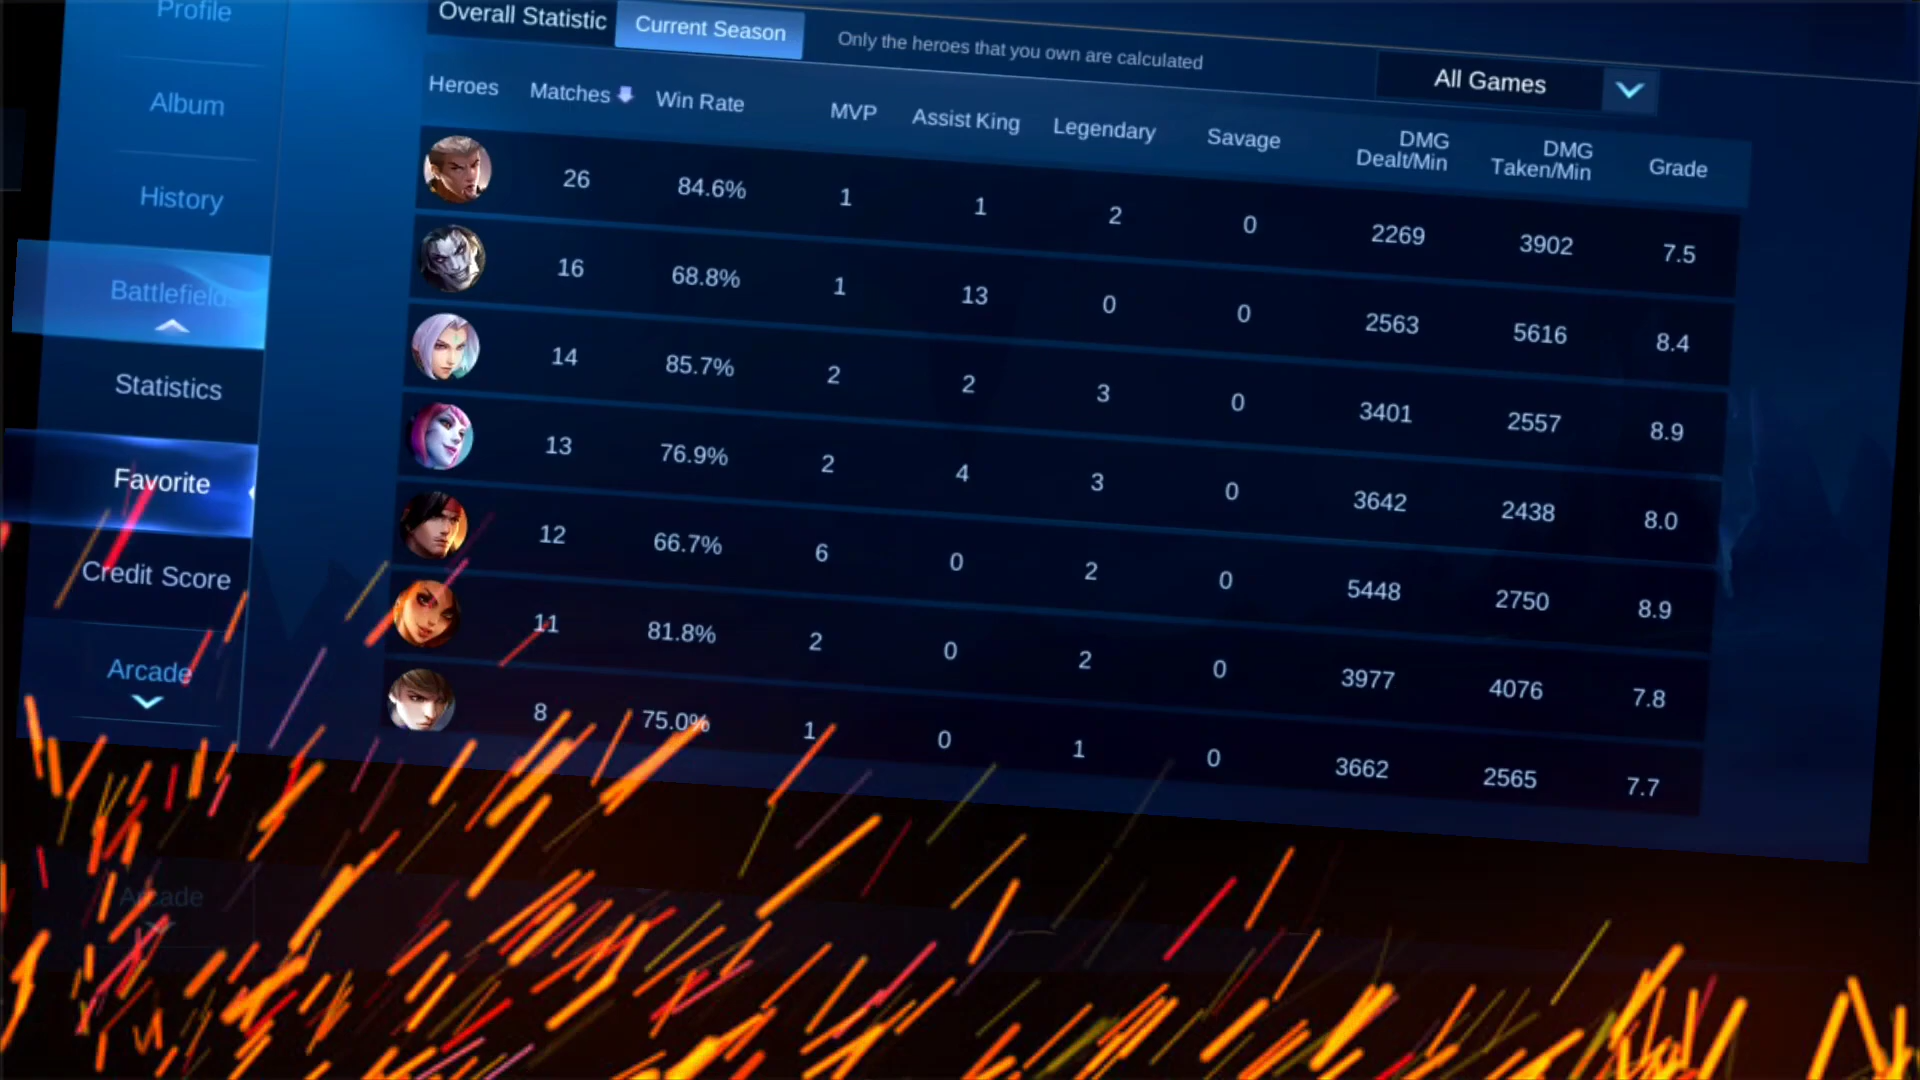 Profile
Album
History
Battlefield
Statistics
Favorite
Credit Score
Arcade
Arcade
Overall Statistic
Current Season
Only the heroes that you own are calculated
All Games
Heroes Matches Win Rate MVP Assist King Legendary Savage DMG Dealt/Min DMG Taken/Min Grade
26 84.6% 1 1 2 0 2269 3902 7.5
16 68.8% 1 13 0 0 2563 5616 8.4
14 85.7% 2 2 3 0 3401 2557 8.9
13 76.9% 2 4 3 0 3642 2438 8.0
12 66.7% 6 0 2 0 5448 2750 8.9
11 81.8% 2 0 2 0 3977 4076 7.8
8 75.0% 1 0 1 0 3662 2565 7.7